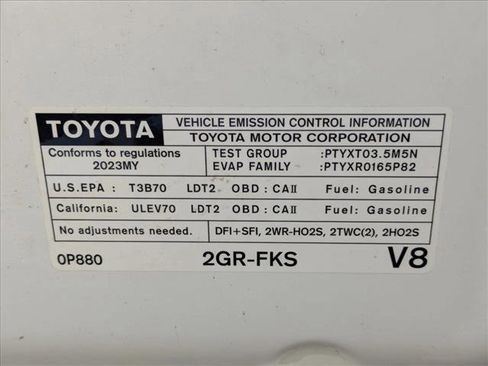 TOYOTA
VEHICLE EMISSION CONTROL INFORMATION
TOYOTA MOTOR CORPORATION
Conforms to regulations
2023MY
TEST GROUP :PTYXT03.5M5N
EVAP FAMILY :PTYXR0165P82
U.S.EPA : T3B70 LDT2 OBD : CAII Fuel: Gasoline
California: ULEV70 LDT2 OBD : CAII Fuel: Gasoline
No adjustments needed. DFI+SFI, 2WR-HO2S, 2TWC(2), 2HO2S
0P880 2GR-FKS V8